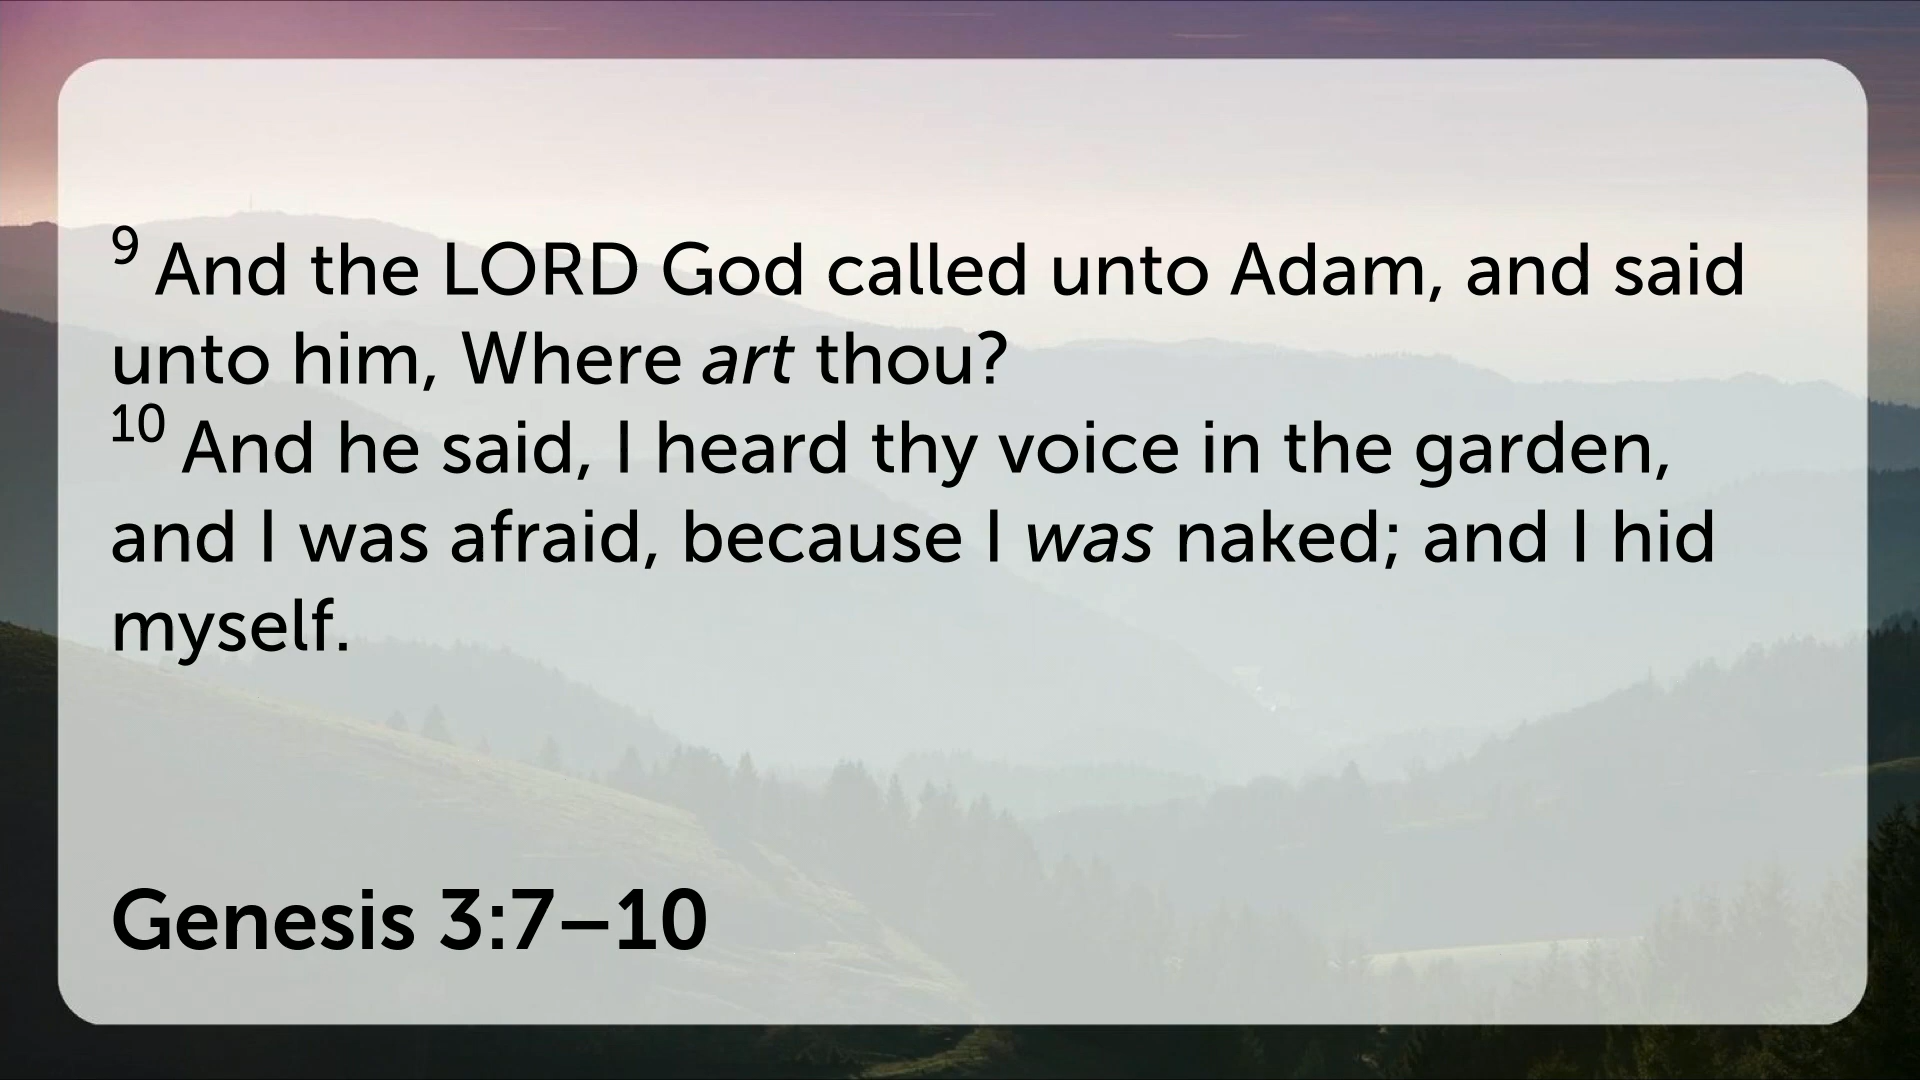 9 And the LORD God called unto Adam, and said
unto him, Where art thou?
10 And he said, I heard thy voice in the garden,
and I was afraid, because I was naked; and I hid
myself.
Genesis 3:7–10